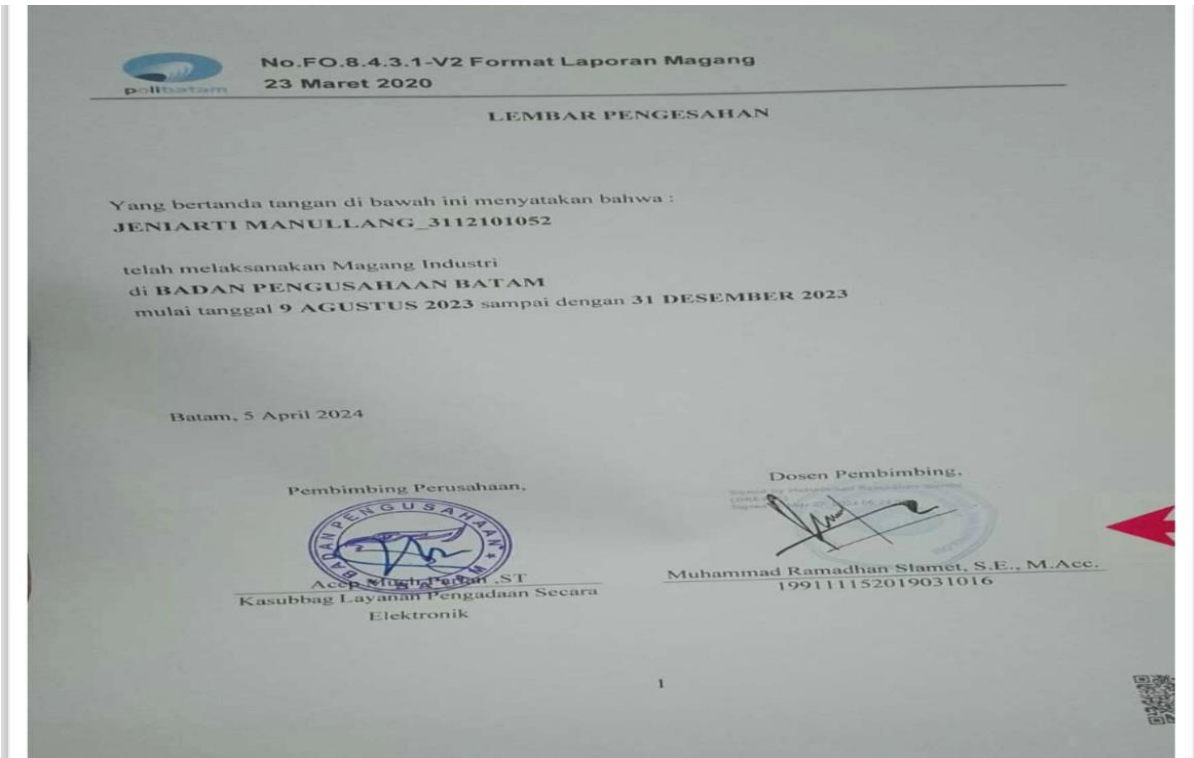 No.FO.8.4.3.1-V2 Format Laporan Magang
23 Maret 2020
polibatam
LEMBAR PENGESAHAN
Yang bertanda tangan di bawah ini menyatakan bahwa :
JENIARTI MANULLANG_3112101052
telah melaksanakan Magang Industri
di BADAN PENGUSAHAAN BATAM
mulai tanggal 9 AGUSTUS 2023 sampai dengan 31 DESEMBER 2023
Batam, 5 April 2024
Pembimbing Perusahaan,
BADAN PENGUSAHAAN
Acep ,ST
Kasubbag Layanan Pengadaan Secara
Elektronik
Dosen Pembimbing,
Muhammad Ramadhan Slamet, S.E., M.Acc.
199111152019031016
1